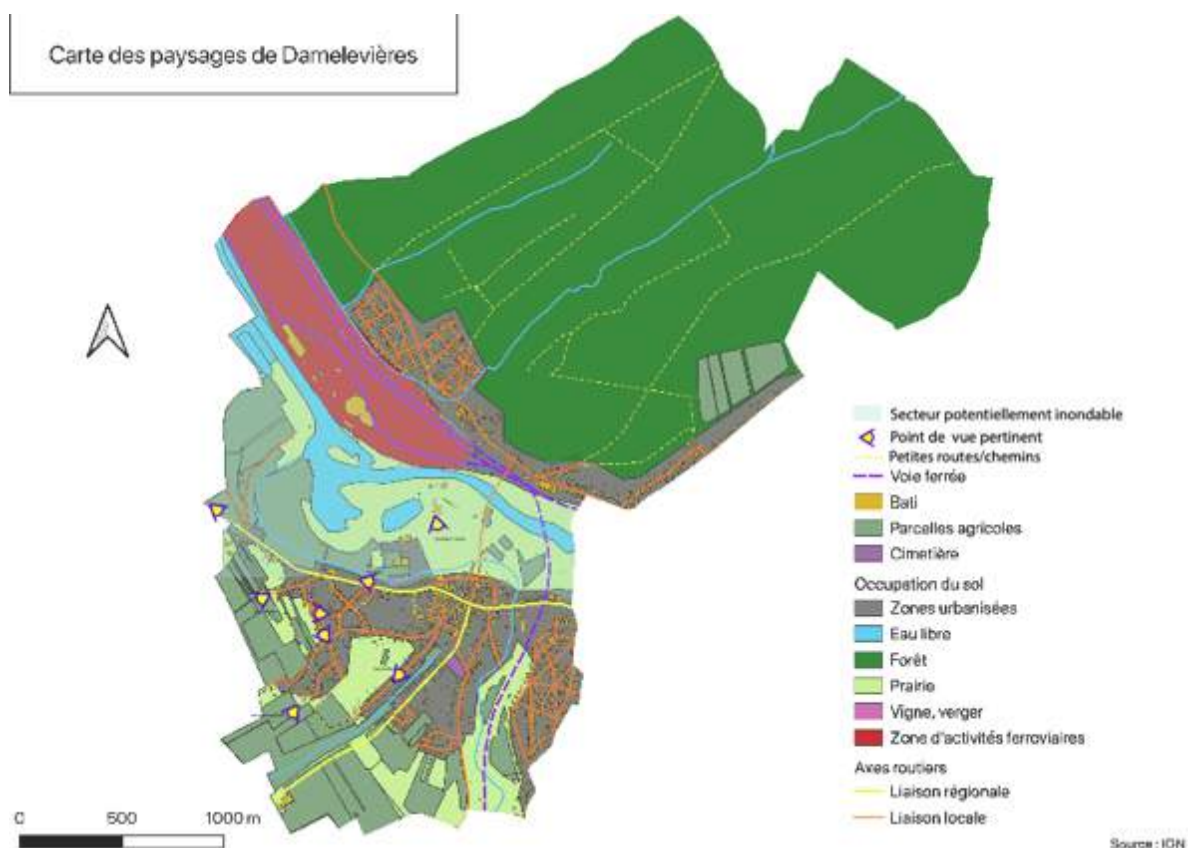 Carte des paysages de Damelevières
Secteur potentiellement inondable
Point de vue pertinent
Petites routes/chemins
Voie ferrée
Bati
Parcelles agricoles
Cimetière
Occupation du sol
Zones urbanisées
Eau libre
Forêt
Prairie
Vigne, verger
Zone d'activités ferroviaires
Axes routiers
Liaison régionale
Liaison locale
0 500 1000 m
Source : IGN